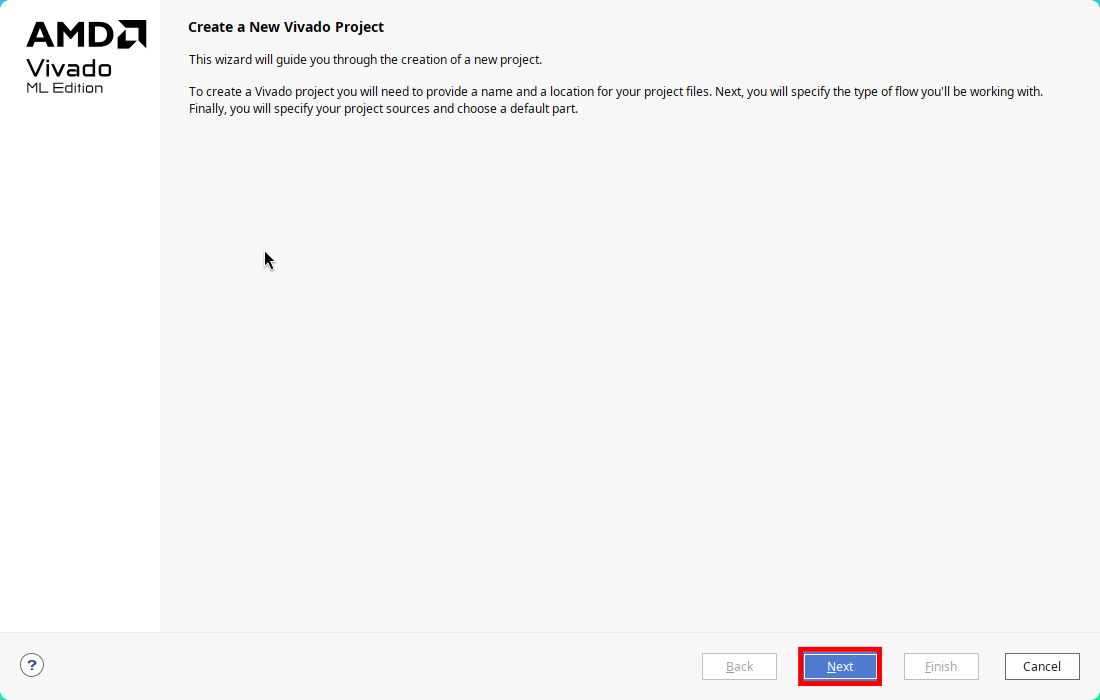 AMD
Vivado
ML Edition
Create a New Vivado Project
This wizard will guide you through the creation of a new project.
To create a Vivado project you will need to provide a name and a location for your project files. Next, you will specify the type of flow you'll be working with.
Finally, you will specify your project sources and choose a default part.
?
Back
Next
Finish
Cancel